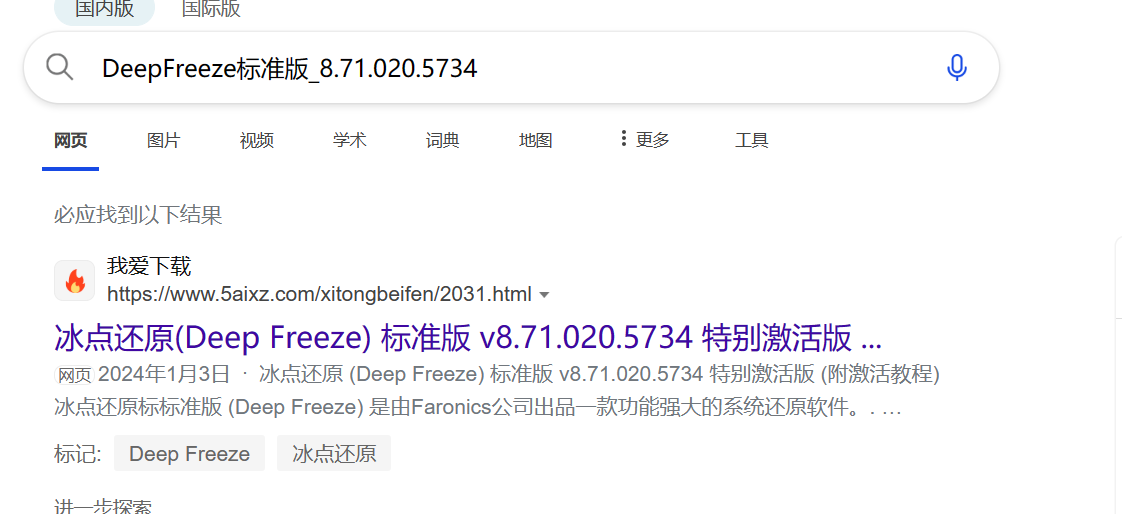 国内版 国际版
DeepFreeze标准版_8.71.020.5734
网页 图片 视频 学术 词典 地图 更多 工具
必应找到以下结果
我爱下载
https://www.5aixz.com/xitongbeifen/2031.html
冰点还原(Deep Freeze) 标准版 v8.71.020.5734 特别激活版 ...
网页 2024年1月3日 · 冰点还原 (Deep Freeze) 标准版 v8.71.020.5734 特别激活版 (附激活教程)
冰点还原标标准版 (Deep Freeze) 是由Faronics公司出品一款功能强大的系统还原软件。. …
标记: Deep Freeze 冰点还原
进一步探索